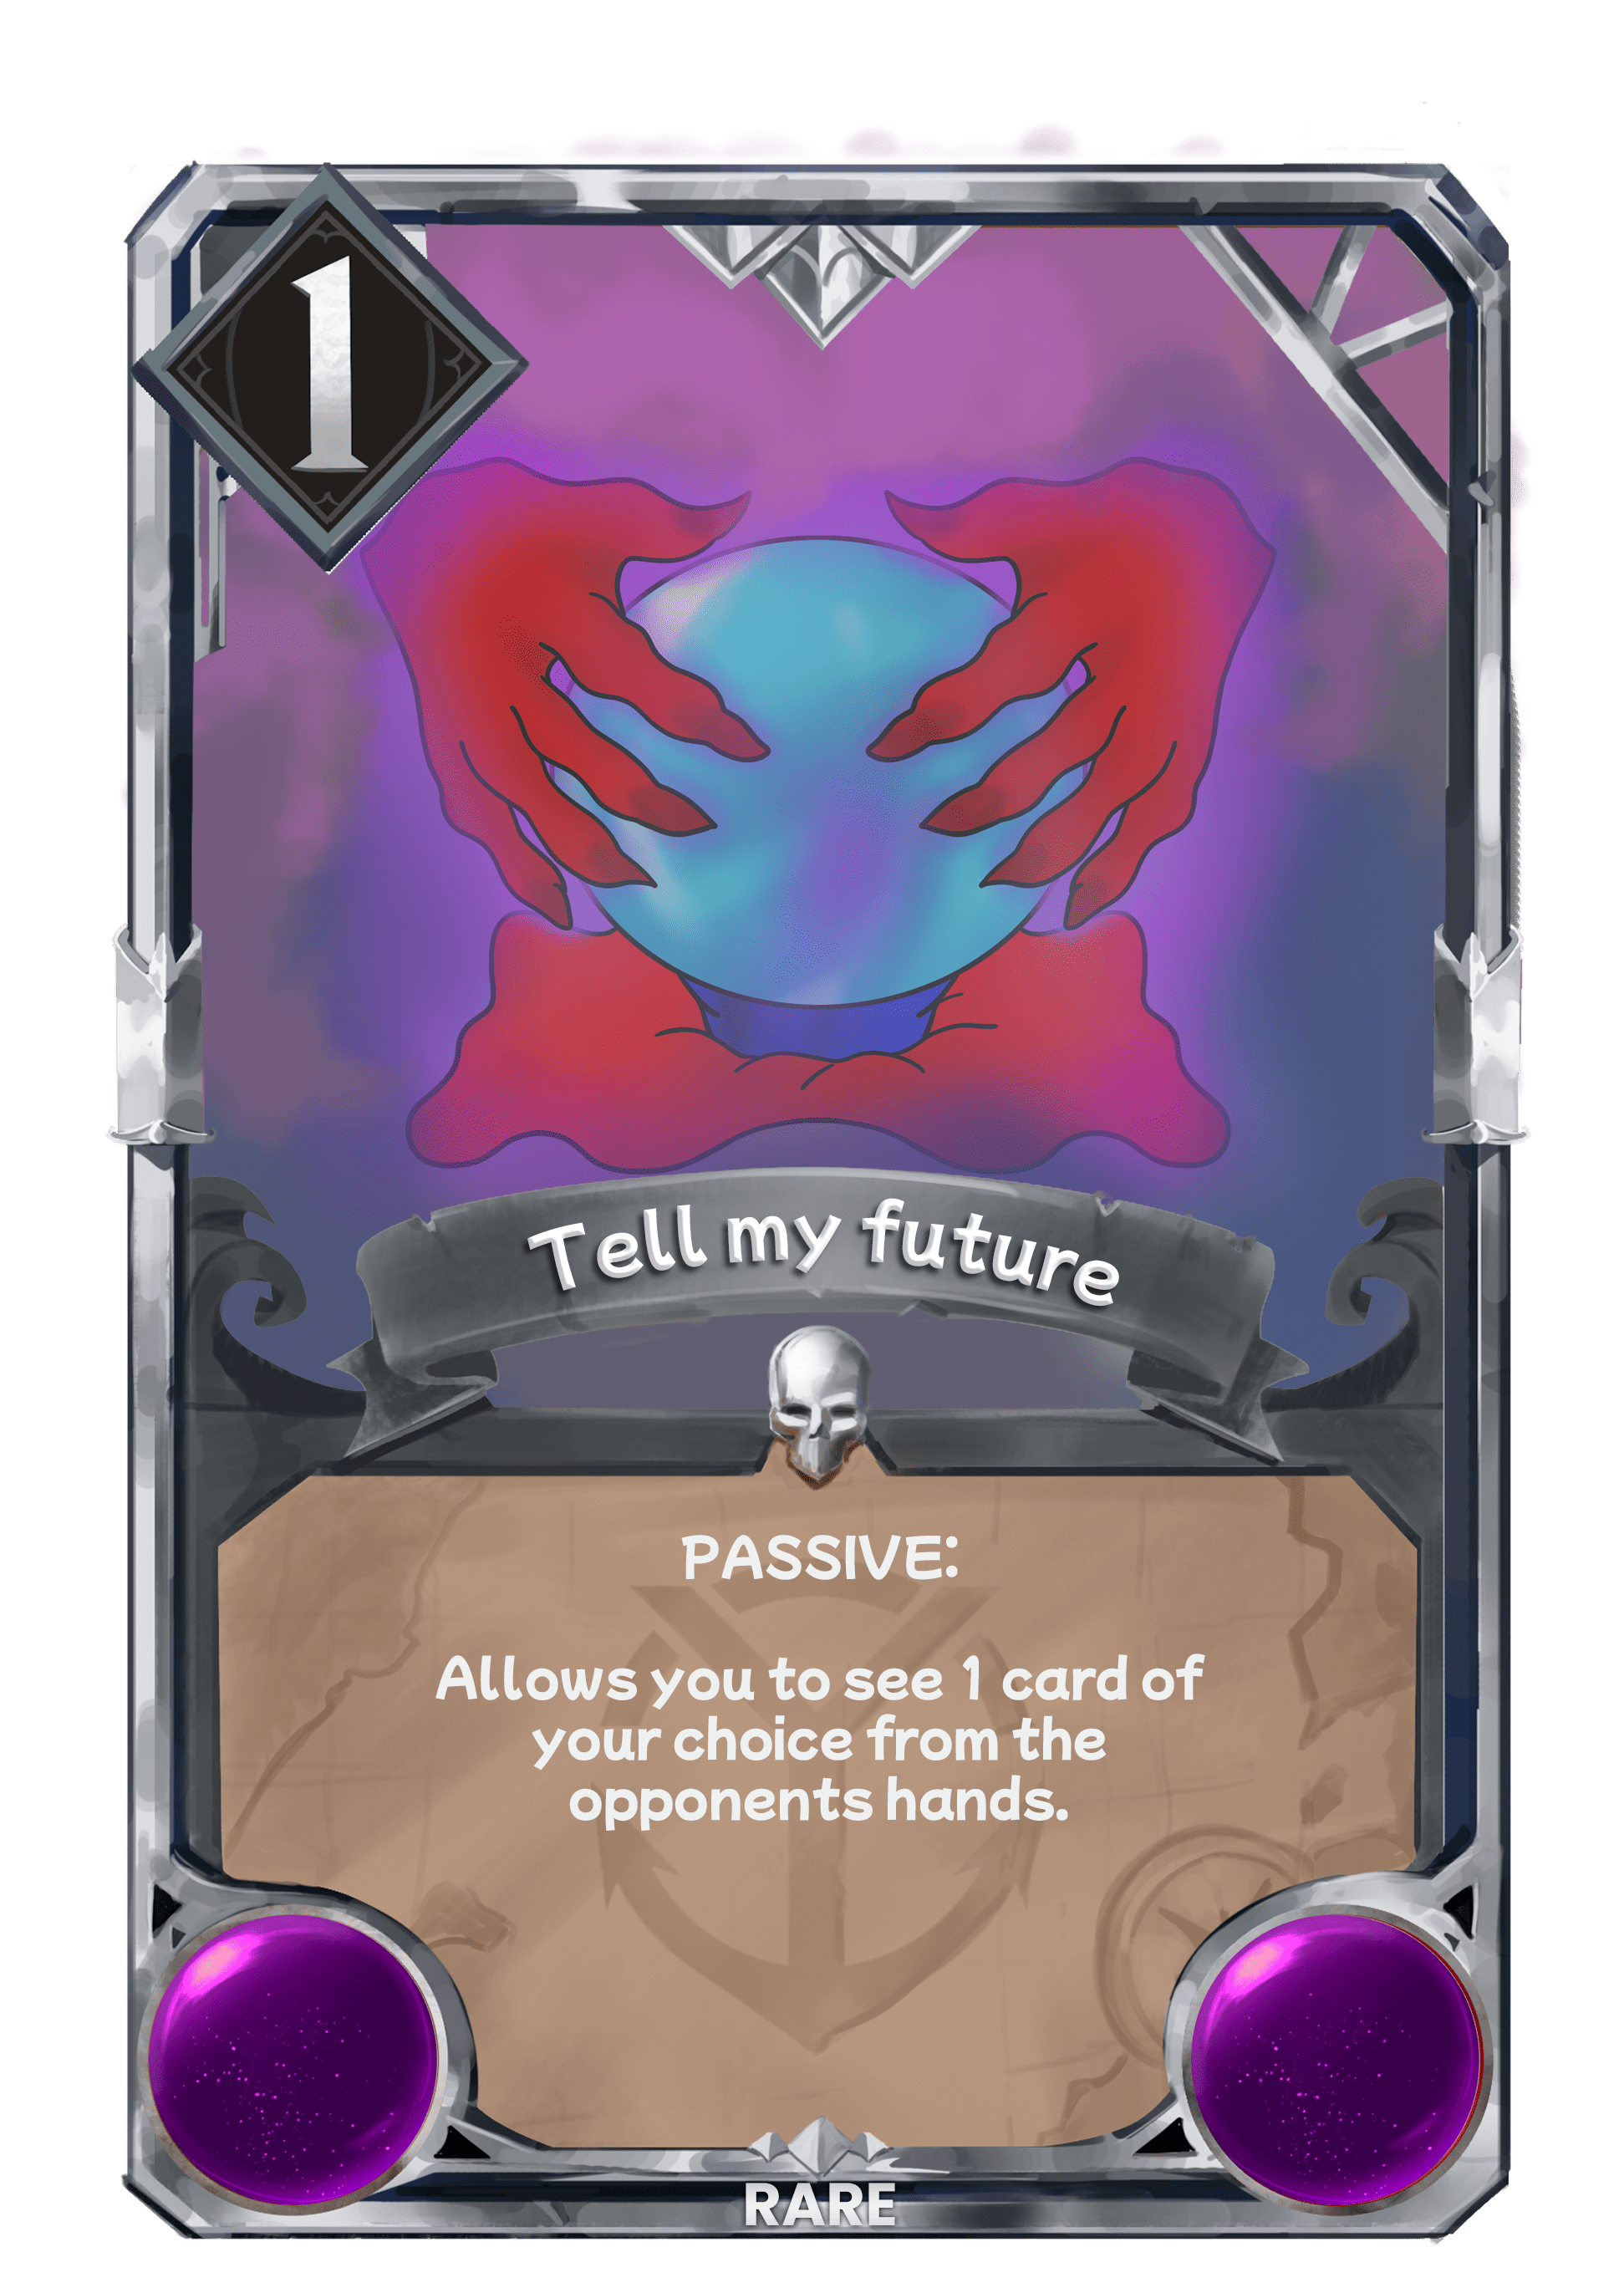 1
Tell my future
PASSIVE:
Allows you to see 1 card of
your choice from the
opponents hands.
RARE